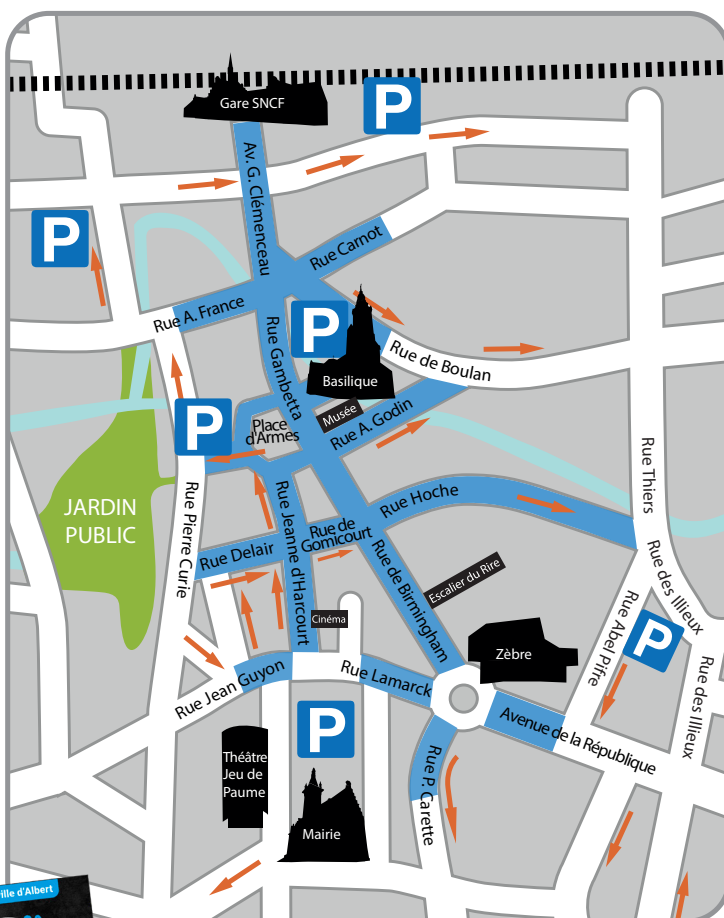 Gare SNCF
P
Av. G. Clémenceau
Rue Carnot
P
Rue A. France
P
Rue Gambetta
Basilique
Rue de Boulan
Musée
Rue A. Godin
P
Place
d'Armes
JARDIN
PUBLIC
Rue Pierre Curie
Rue Jeanne d'Harcourt
Rue Delair
Rue de
Gomicourt
Rue Hoche
Rue Thiers
Rue de Birmingham
Escalier du Rire
Rue des Illieux
Cinéma
Rue Abel Pifre
P
Zèbre
Rue Jean Guyon
Rue Lamarck
Rue des Illieux
Avenue de la République
P
Théâtre
Jeu de
Paume
Rue P. Carette
Mairie
ille d'Albert